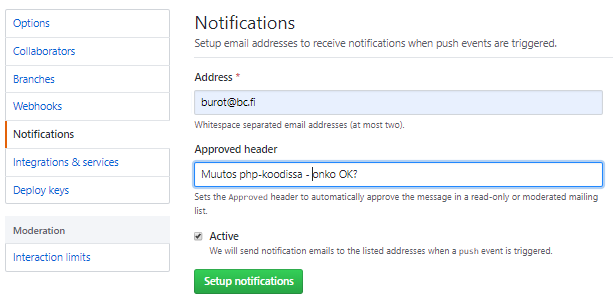 Options
Collaborators
Branches
Webhooks
Notifications
Integrations & services
Deploy keys
Moderation
Interaction limits
Notifications
Setup email addresses to receive notifications when push events are triggered.
Address *
burot@bc.fi
Whitespace separated email addresses (at most two).
Approved header
Muutos php-koodissa - onko OK?
Sets the Approved header to automatically approve the message in a read-only or moderated mailing
list.
Active
We will send notification emails to the listed addresses when a push event is triggered.
Setup notifications